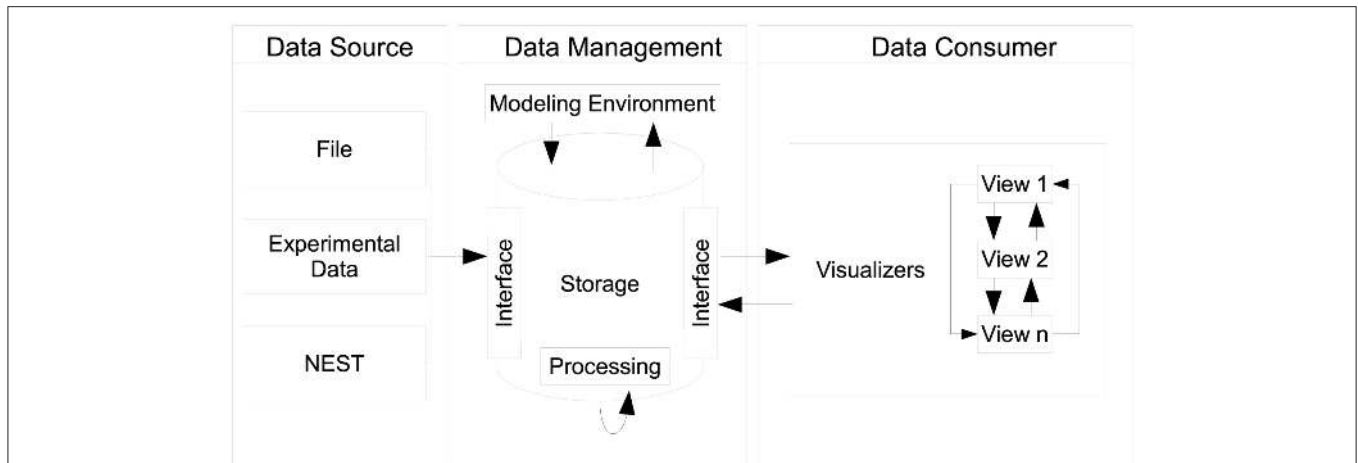 Data Source
Data Management
Data Consumer
File
Experimental
Data
NEST
Modeling Environment
Interface
Storage
Interface
Processing
Visualizers
View 1
View 2
View n